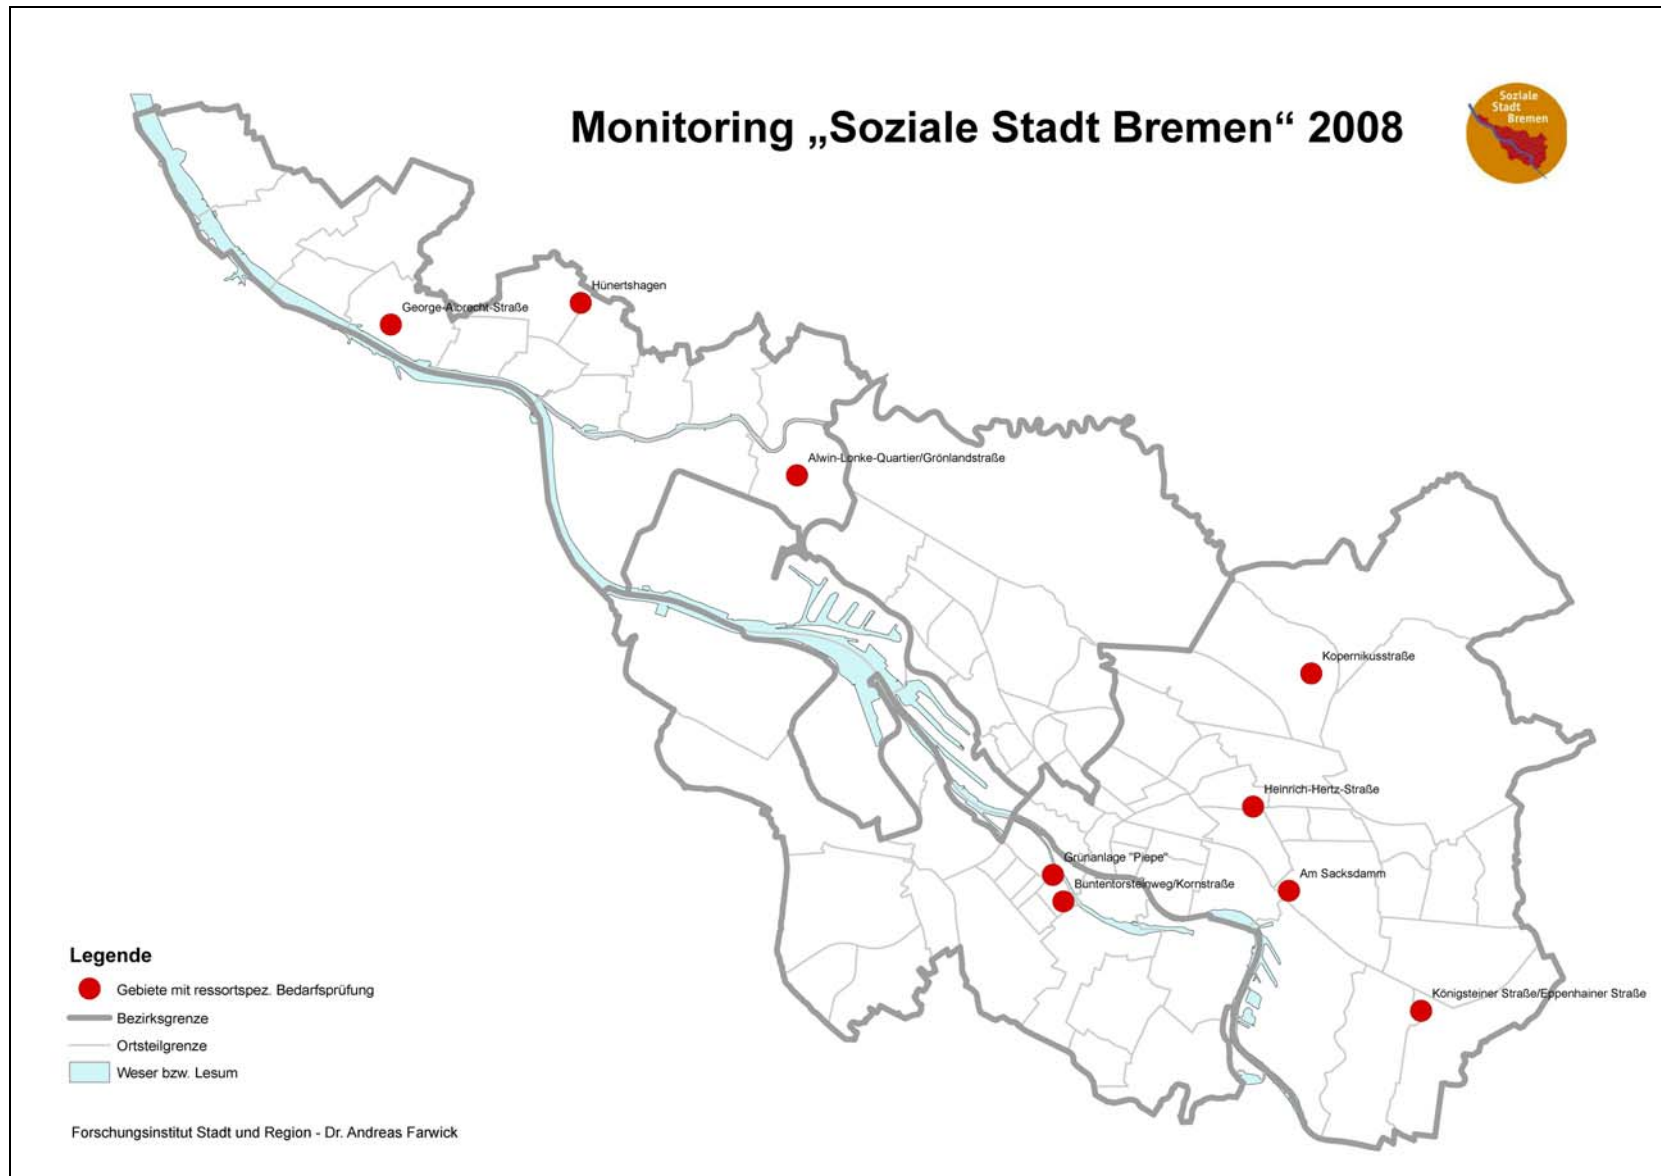 Monitoring „Soziale Stadt Bremen“ 2008
Soziale
Stadt
Bremen
Hünertshagen
George-Albrecht-Straße
Alwin-Lonke-Quartier/Grönlandstraße
Kopernikusstraße
Heinrich-Hertz-Straße
Grünanlage "Piepe"
Buntentorsteinweg/Kornstraße
Am Sacksdamm
Königsteiner Straße/Eppenhainer Straße
Legende
Gebiete mit ressortspez. Bedarfsprüfung
Bezirksgrenze
Ortsteilgrenze
Weser bzw. Lesum
Forschungsinstitut Stadt und Region - Dr. Andreas Farwick